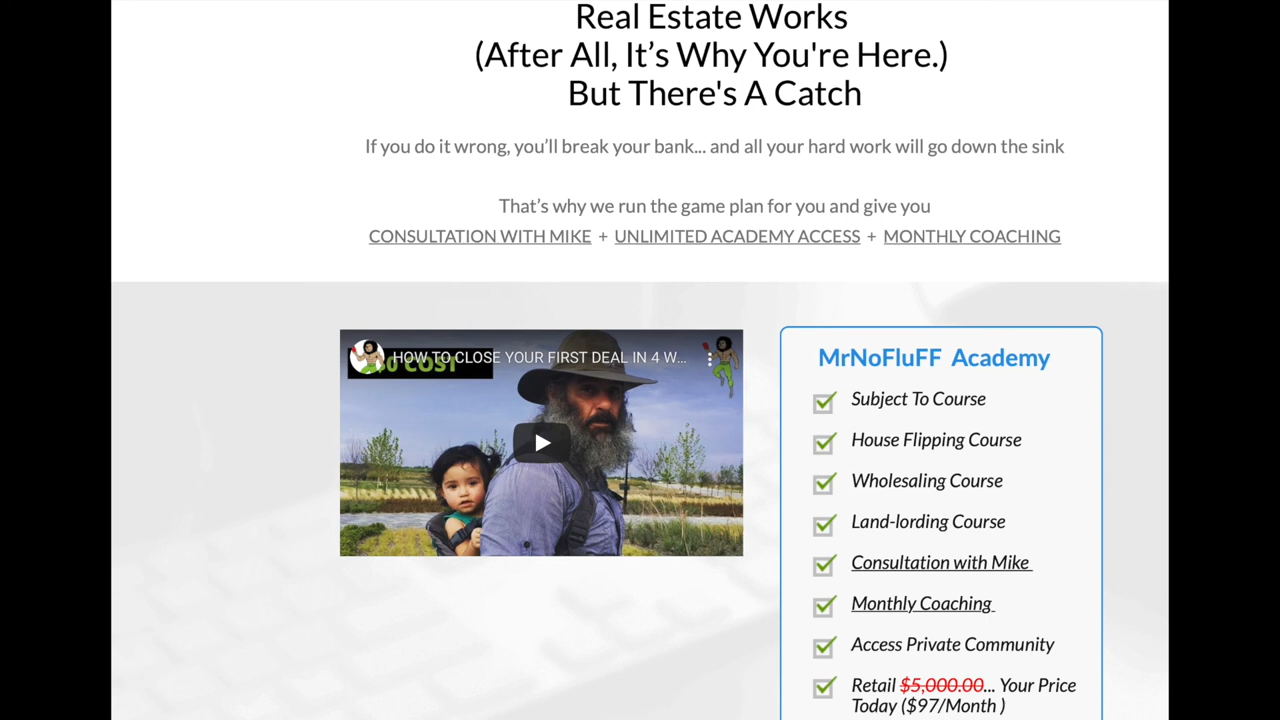 Real Estate Works
(After All, It’s Why You're Here.)
But There's A Catch
If you do it wrong, you’ll break your bank... and all your hard work will go down the sink
That’s why we run the game plan for you and give you
CONSULTATION WITH MIKE + UNLIMITED ACADEMY ACCESS + MONTHLY COACHING
HOW TO CLOSE YOUR FIRST DEAL IN 4 W...
COST
MrNoFluFF Academy
Subject To Course
House Flipping Course
Wholesaling Course
Land-lording Course
Consultation with Mike
Monthly Coaching
Access Private Community
Retail $5,000.00... Your Price
Today ($97/Month )